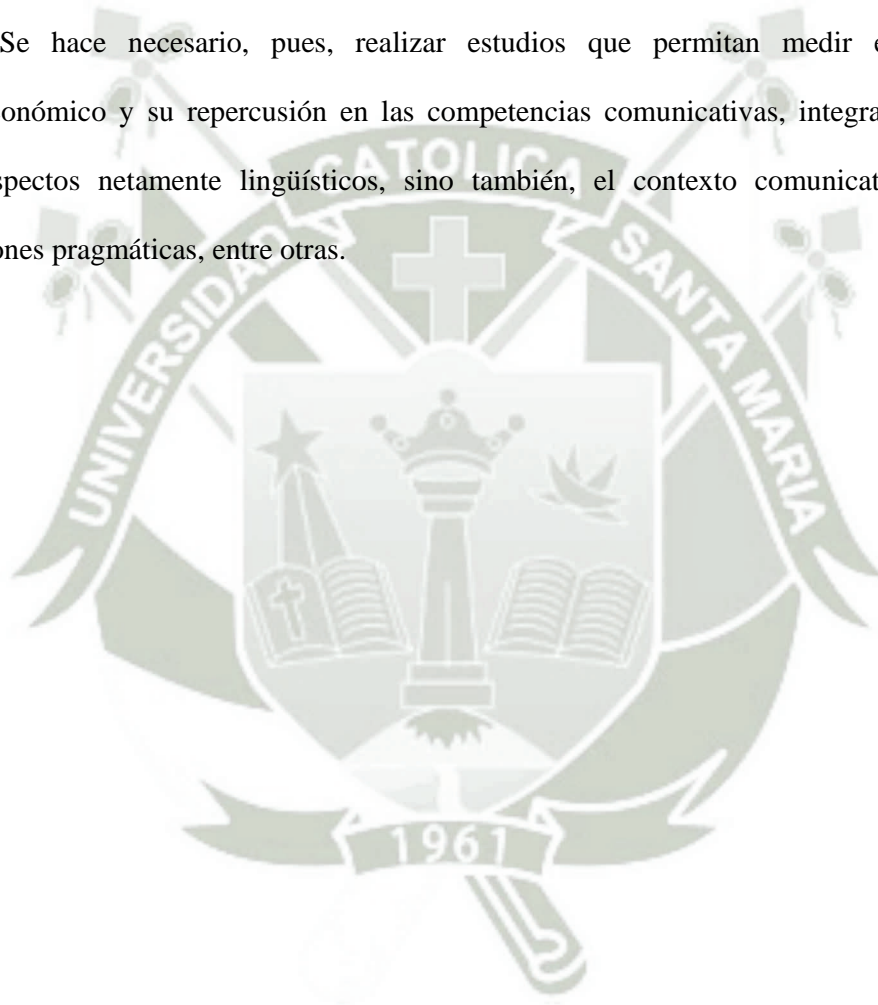 Se hace necesario, pues, realizar estudios que permitan medir e
onómico y su repercusión en las competencias comunicativas, integra
spectos netamente lingüísticos, sino también, el contexto comunicat
ones pragmáticas, entre otras.
UNIVERSIDAD CATOLICA SANTA MARIA
1961